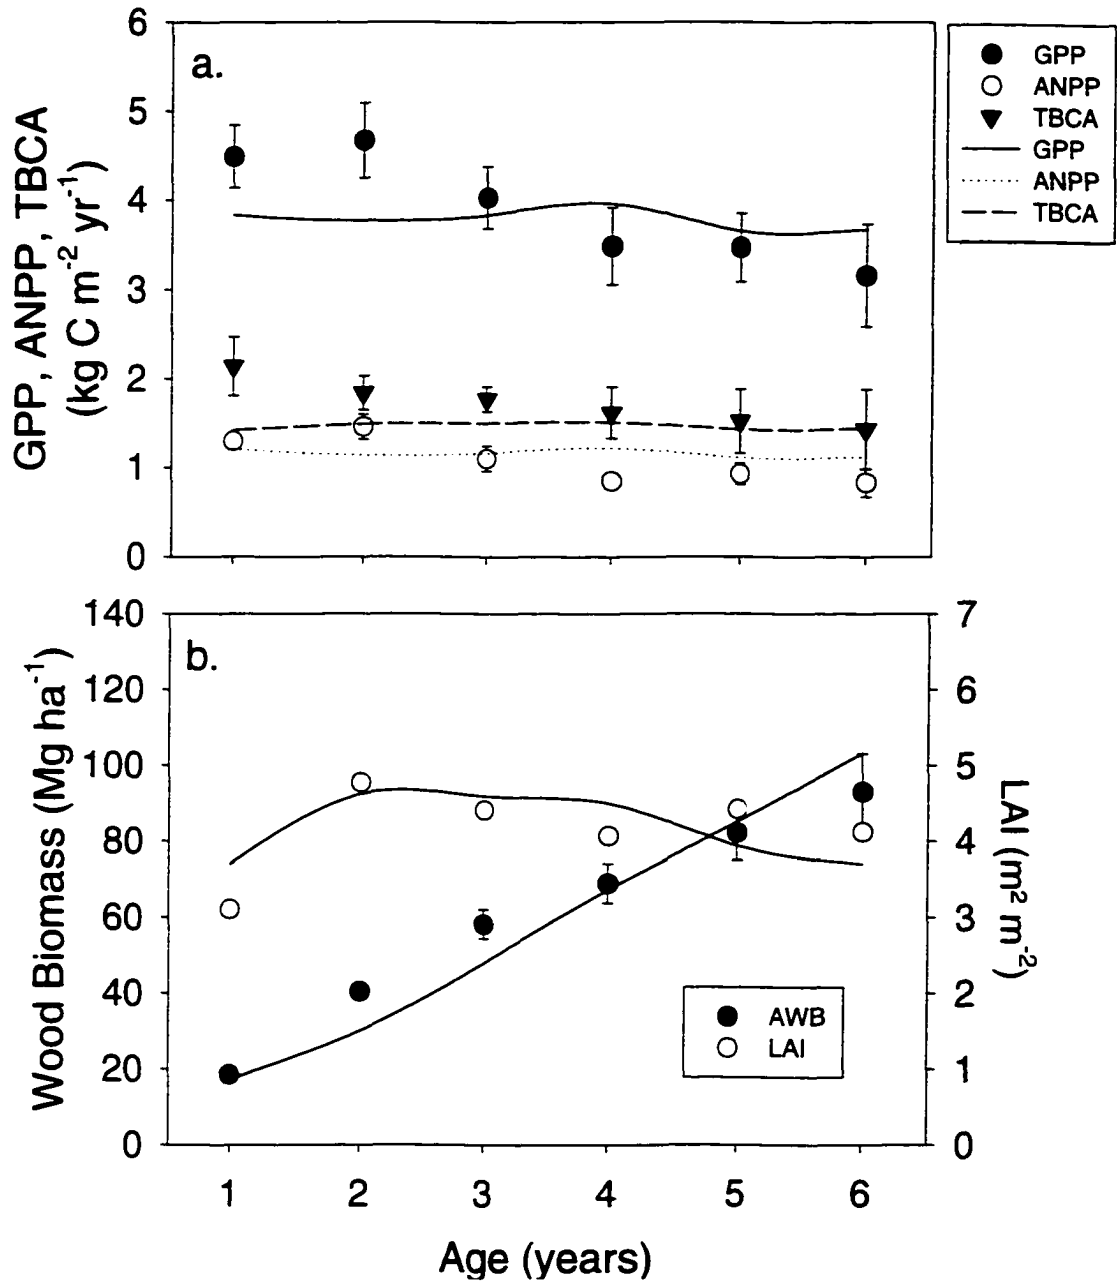 a.
GPP, ANPP, TBCA
(kg C m⁻² yr⁻¹)
6
5
4
3
2
1
0
GPP
ANPP
TBCA
GPP
ANPP
TBCA
b.
Wood Biomass (Mg ha⁻¹)
140
120
100
80
60
40
20
0
7
6
5
4
3
2
1
0
LAI (m² m⁻²)
AWB
LAI
1 2 3 4 5 6
Age (years)